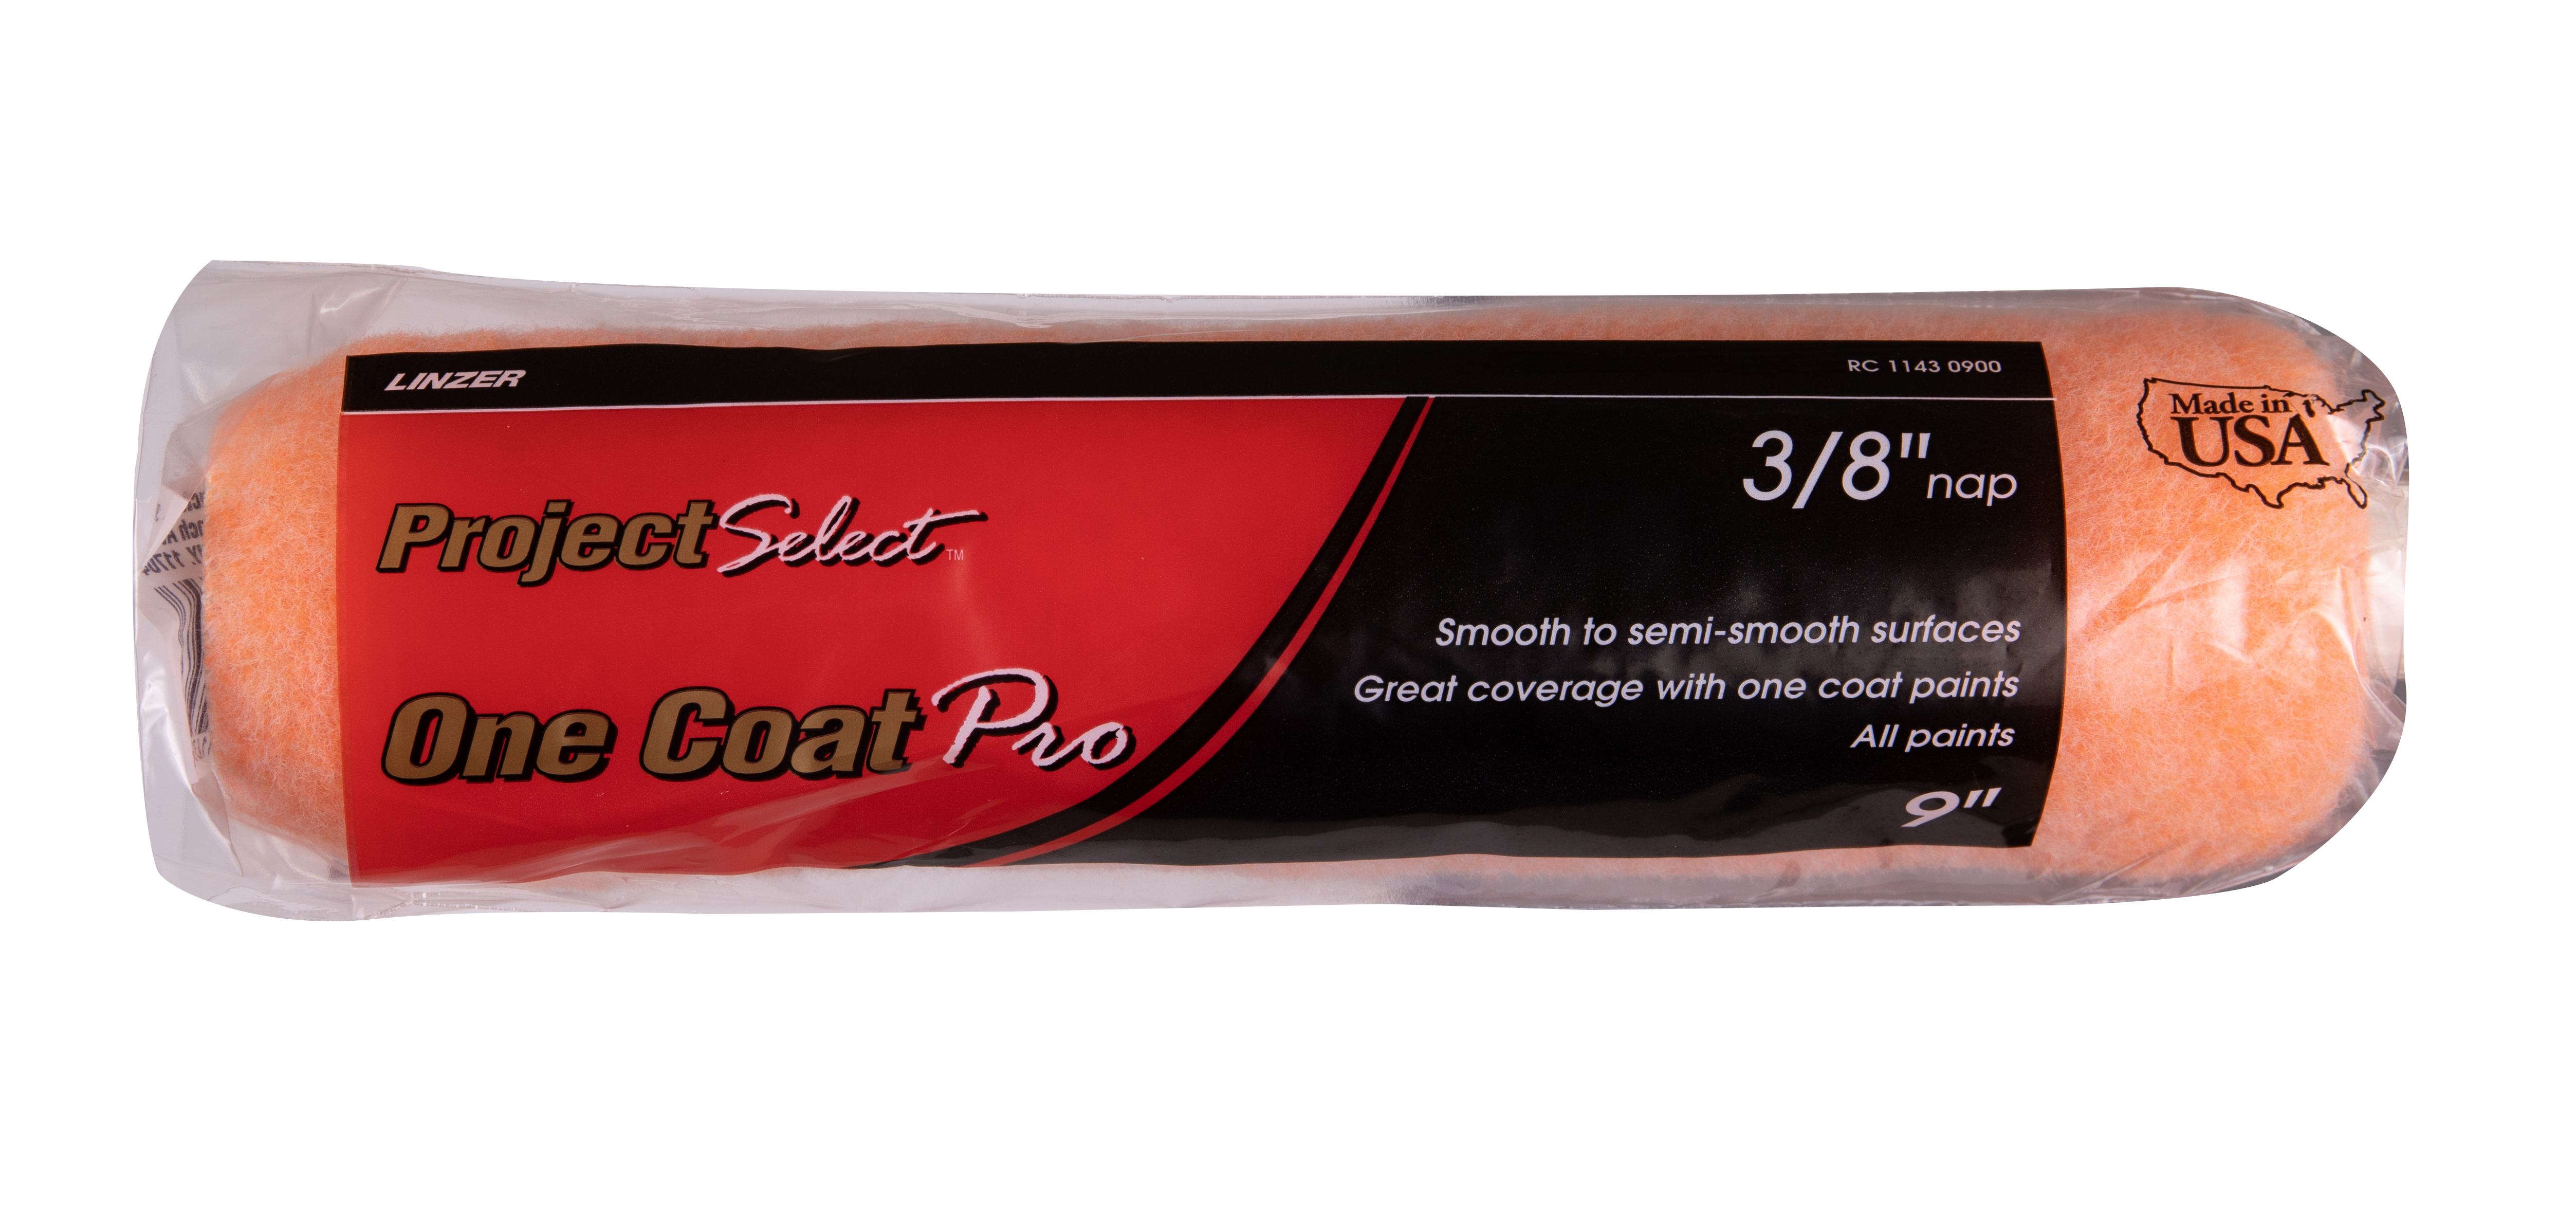 LINZER
RC 1143 0900
Made in
USA
3/8" nap
Project Select™
Smooth to semi-smooth surfaces
Great coverage with one coat paints
One Coat Pro
All paints
9"